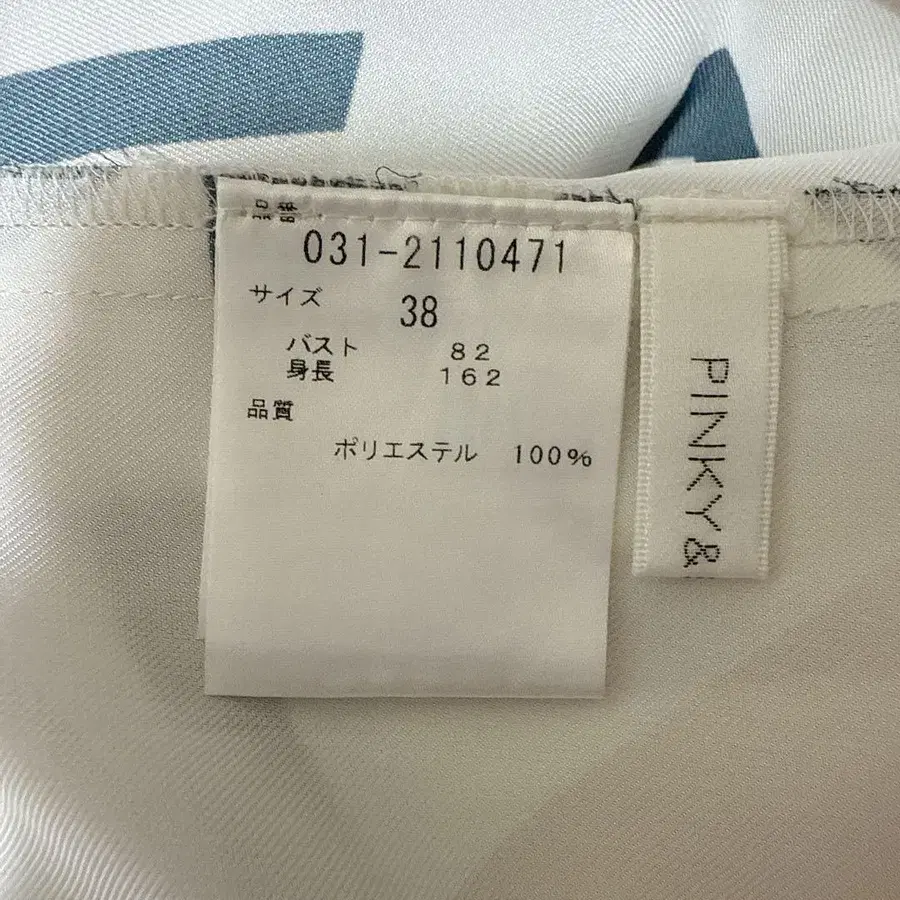 031-2110471
サイズ 38
バスト 82
身長 162
品質
ポリエステル 100%
PINKY &